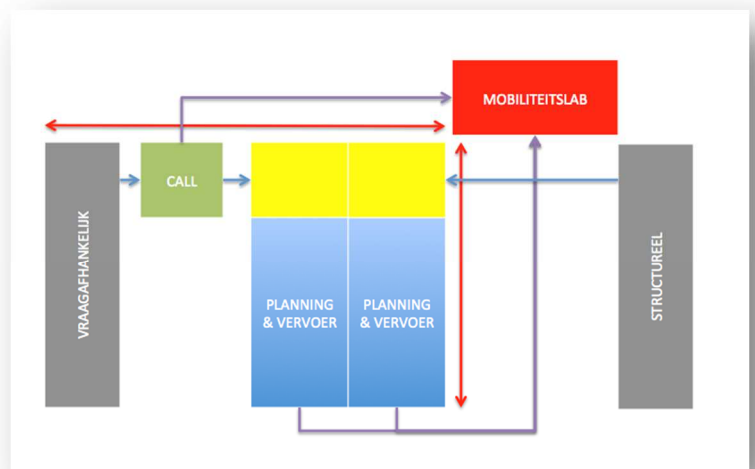 MOBILITEITSLAB
VRAAGAFHANKELIJK
CALL
PLANNING
& VERVOER
PLANNING
& VERVOER
STRUCTUREEL